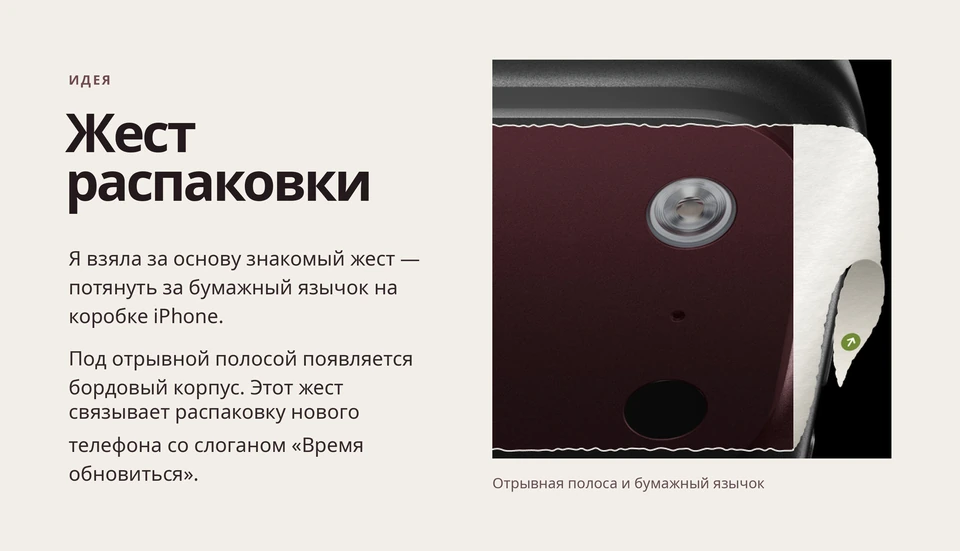 ИДЕЯ
Жест
распаковки
Я взяла за основу знакомый жест —
потянуть за бумажный язычок на
коробке iPhone.
Под отрывной полосой появляется
бордовый корпус. Этот жест
связывает распаковку нового
телефона со слоганом «Время
обновиться».
Отрывная полоса и бумажный язычок